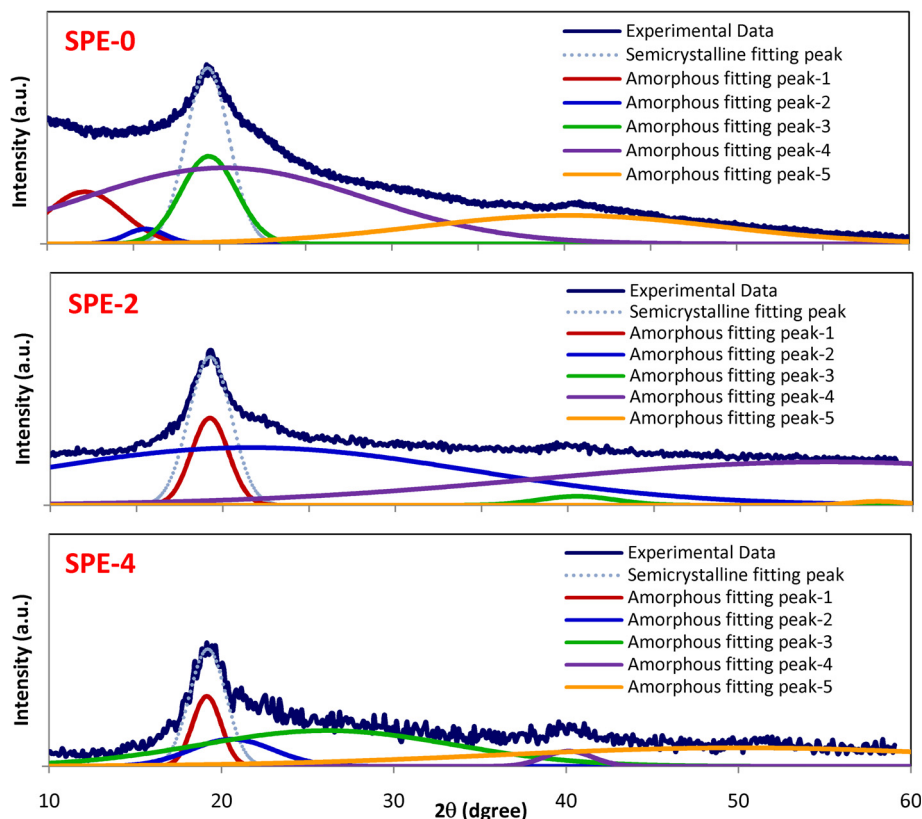 SPE-0
Intensity (a.u.)
Experimental Data
Semicrystalline fitting peak
Amorphous fitting peak-1
Amorphous fitting peak-2
Amorphous fitting peak-3
Amorphous fitting peak-4
Amorphous fitting peak-5
SPE-2
Intensity (a.u.)
Experimental Data
Semicrystalline fitting peak
Amorphous fitting peak-1
Amorphous fitting peak-2
Amorphous fitting peak-3
Amorphous fitting peak-4
Amorphous fitting peak-5
SPE-4
Intensity (a.u.)
Experimental Data
Semicrystalline fitting peak
Amorphous fitting peak-1
Amorphous fitting peak-2
Amorphous fitting peak-3
Amorphous fitting peak-4
Amorphous fitting peak-5
10 20 30 40 50 60
2θ (dgree)